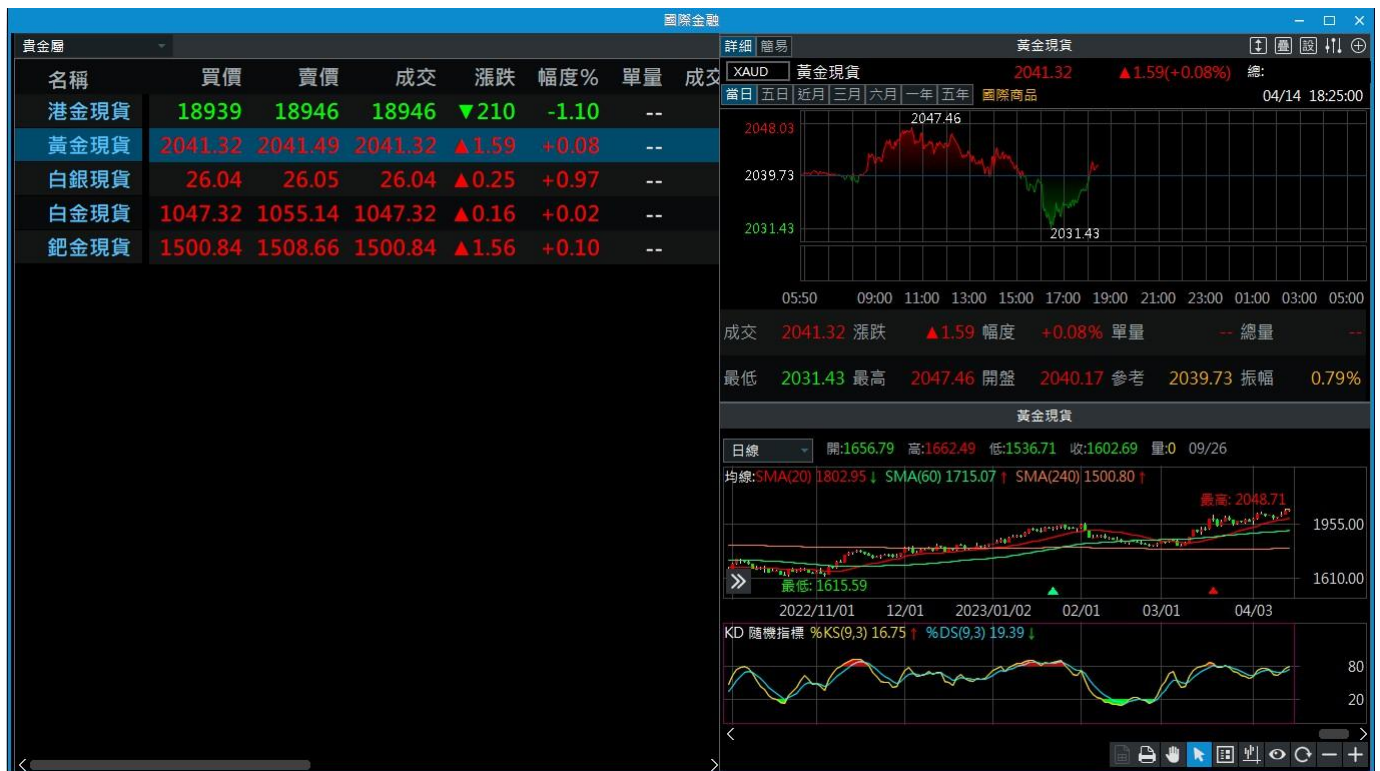 國際金融
貴金屬
名稱 買價 賣價 成交 漲跌 幅度% 單量 成交
港金現貨 18939 18946 18946 ▼210 -1.10 --
黃金現貨 2041.32 2041.49 2041.32 ▲1.59 +0.08 --
白銀現貨 26.04 26.05 26.04 ▲0.25 +0.97 --
白金現貨 1047.32 1055.14 1047.32 ▲0.16 +0.02 --
鈀金現貨 1500.84 1508.66 1500.84 ▲1.56 +0.10 --
詳細 簡易 黃金現貨 疊 設
XAUD 黃金現貨 2041.32 ▲1.59(+0.08%) 總:
當日 五日 近月 三月 六月 一年 五年 國際商品 04/14 18:25:00
2048.03 2047.46
2039.73
2031.43 2031.43
05:50 09:00 11:00 13:00 15:00 17:00 19:00 21:00 23:00 01:00 03:00 05:00
成交 2041.32 漲跌 ▲1.59 幅度 +0.08% 單量 -- 總量 --
最低 2031.43 最高 2047.46 開盤 2040.17 參考 2039.73 振幅 0.79%
黃金現貨
日線 開:1656.79 高:1662.49 低:1536.71 收:1602.69 量:0 09/26
均線:SMA(20) 1802.95↓ SMA(60) 1715.07↑ SMA(240) 1500.80↑
最高: 2048.71
1955.00
1610.00
最低: 1615.59
2022/11/01 12/01 2023/01/02 02/01 03/01 04/03
KD 隨機指標 %KS(9,3) 16.75↑ %DS(9,3) 19.39↓
80
20